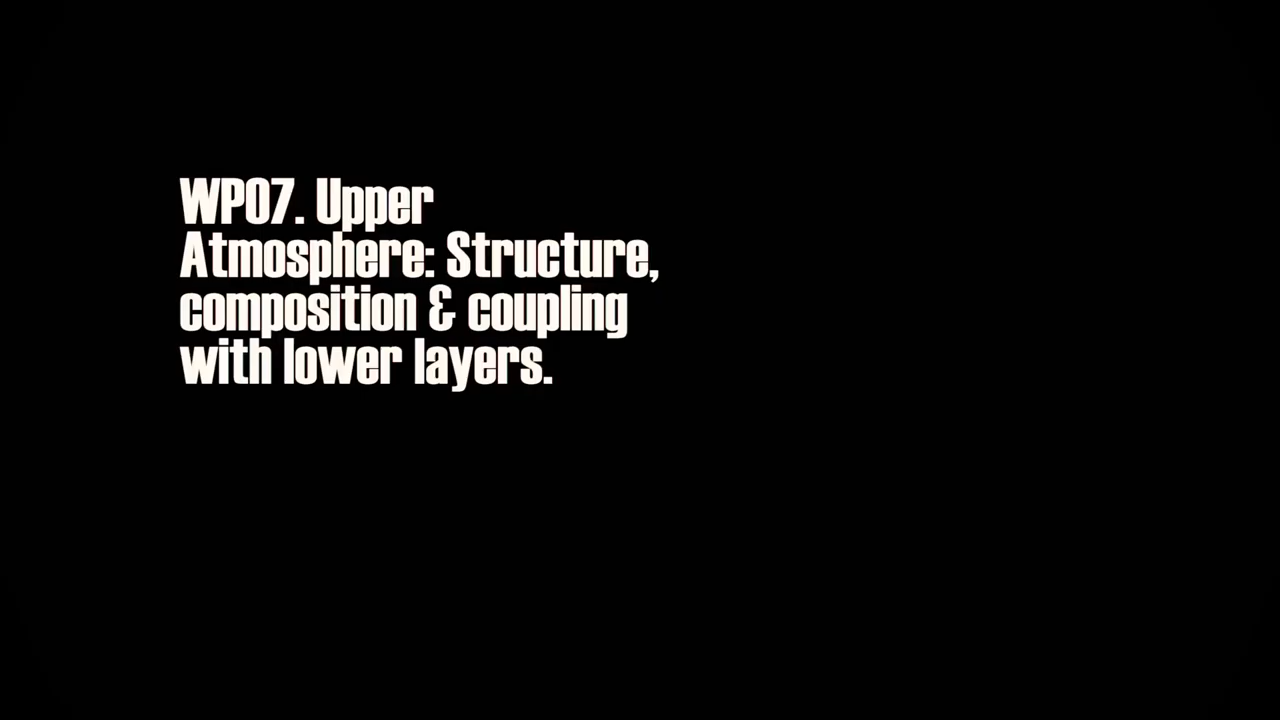 WP07. Upper
Atmosphere: Structure,
composition & coupling
with lower layers.